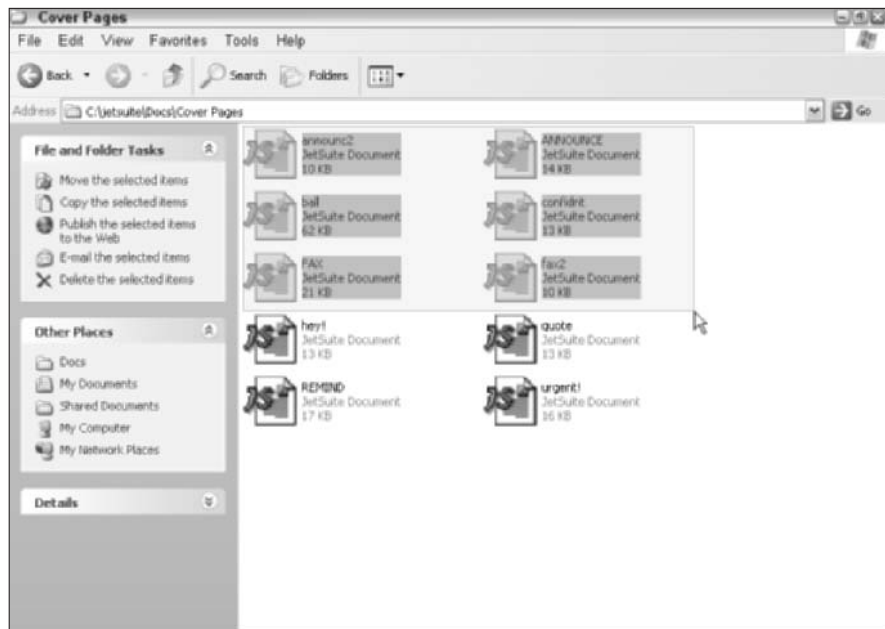 Cover Pages
File Edit View Favorites Tools Help
Back Search Folders
Address C:\jetsuite\Docs\Cover Pages Go
File and Folder Tasks
Move the selected items
Copy the selected items
Publish the selected items
to the Web
E-mail the selected items
Delete the selected items
Other Places
Docs
My Documents
Shared Documents
My Computer
My Network Places
Details
announc2
JetSuite Document
10 KB
ANNOUNCE
JetSuite Document
14 KB
ball
JetSuite Document
62 KB
confidnt
JetSuite Document
13 KB
FAX
JetSuite Document
21 KB
fax2
JetSuite Document
10 KB
hey!
JetSuite Document
13 KB
quote
JetSuite Document
13 KB
REMIND
JetSuite Document
17 KB
urgent!
JetSuite Document
16 KB